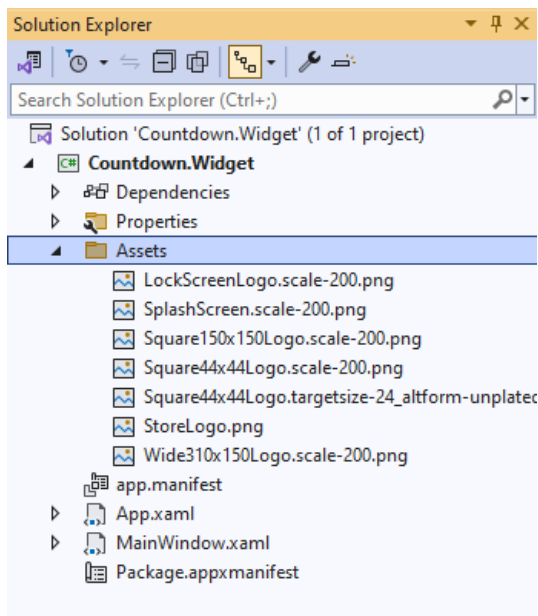 Solution Explorer
Search Solution Explorer (Ctrl+;)
Solution 'Countdown.Widget' (1 of 1 project)
C# Countdown.Widget
Dependencies
Properties
Assets
LockScreenLogo.scale-200.png
SplashScreen.scale-200.png
Square150x150Logo.scale-200.png
Square44x44Logo.scale-200.png
Square44x44Logo.targetsize-24_altform-unplated
StoreLogo.png
Wide310x150Logo.scale-200.png
app.manifest
App.xaml
MainWindow.xaml
Package.appxmanifest